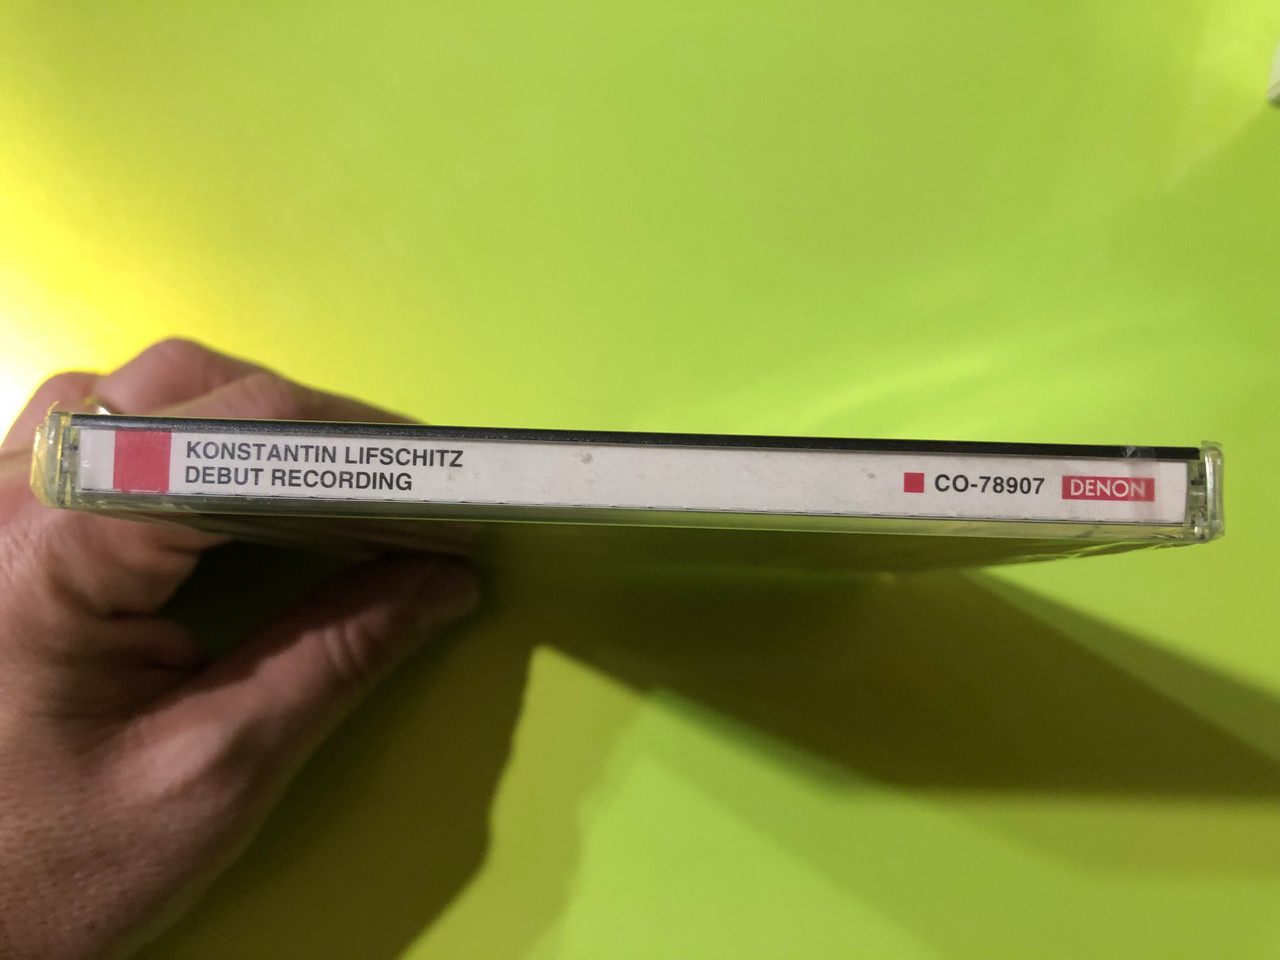 KONSTANTIN LIFSCHITZ
DEBUT RECORDING
CO-78907 DENON